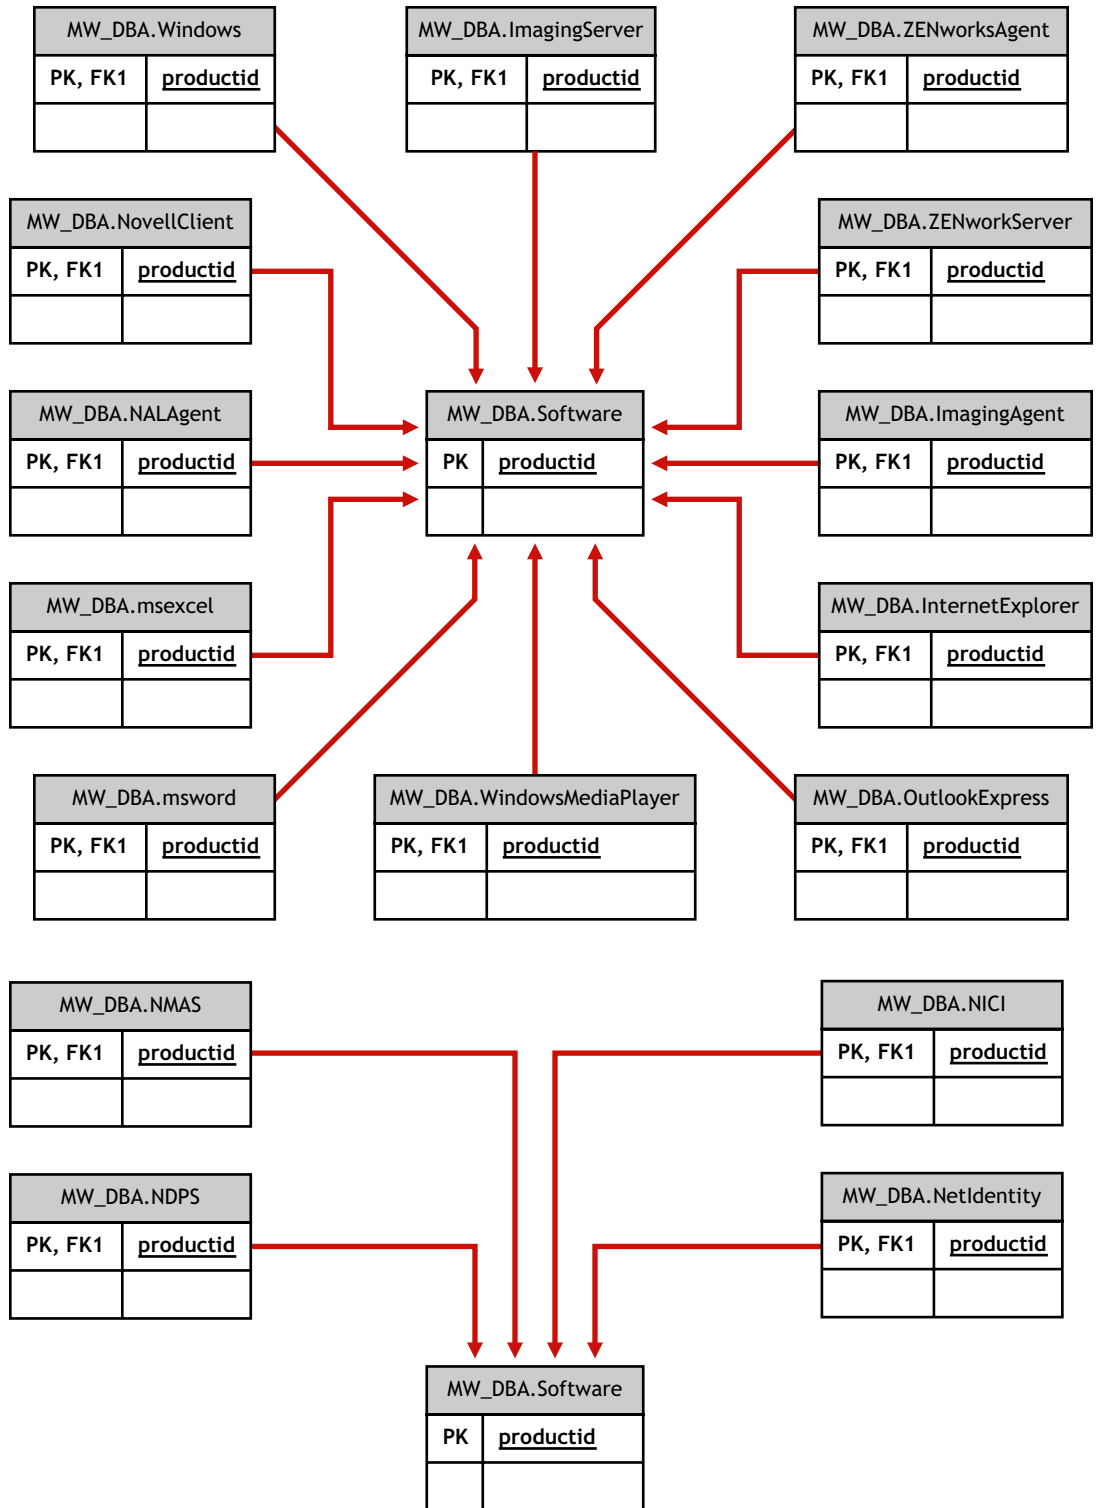 MW_DBA.Windows
PK, FK1 productid
MW_DBA.ImagingServer
PK, FK1 productid
MW_DBA.ZENworksAgent
PK, FK1 productid
MW_DBA.NovellClient
PK, FK1 productid
MW_DBA.ZENworkServer
PK, FK1 productid
MW_DBA.NALAgent
PK, FK1 productid
MW_DBA.Software
PK productid
MW_DBA.ImagingAgent
PK, FK1 productid
MW_DBA.msexcel
PK, FK1 productid
MW_DBA.InternetExplorer
PK, FK1 productid
MW_DBA.msword
PK, FK1 productid
MW_DBA.WindowsMediaPlayer
PK, FK1 productid
MW_DBA.OutlookExpress
PK, FK1 productid
MW_DBA.NMAS
PK, FK1 productid
MW_DBA.NICI
PK, FK1 productid
MW_DBA.NDPS
PK, FK1 productid
MW_DBA.NetIdentity
PK, FK1 productid
MW_DBA.Software
PK productid